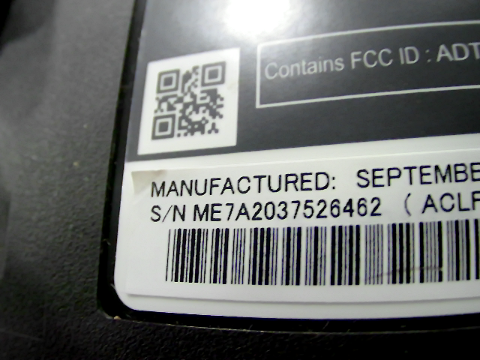 Contains FCC ID : ADT
MANUFACTURED: SEPTEMBE
S/N ME7A2037526462 ( ACLF